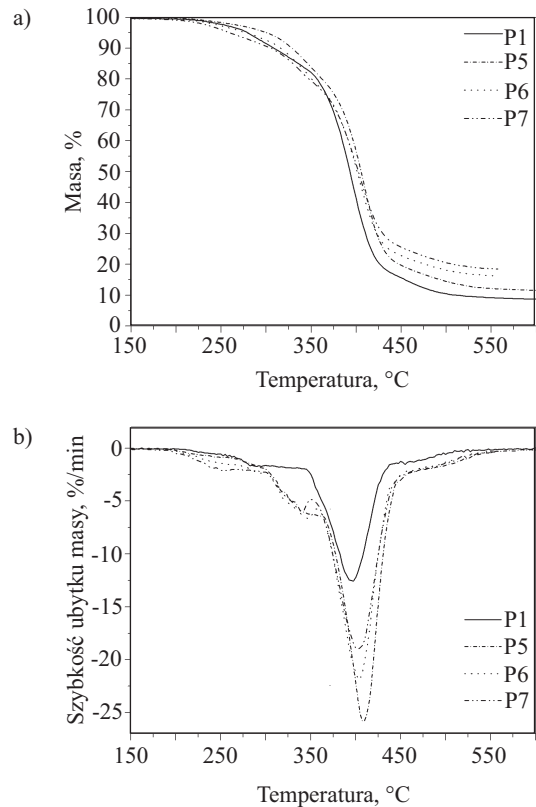 a)
100
90
80
70
60
50
40
30
20
10
0
Masa, %
P1
P5
P6
P7
150 250 350 450 550
Temperatura, °C
b)
0
-5
-10
-15
-20
-25
Szybkość ubytku masy, %/min
P1
P5
P6
P7
150 250 350 450 550
Temperatura, °C